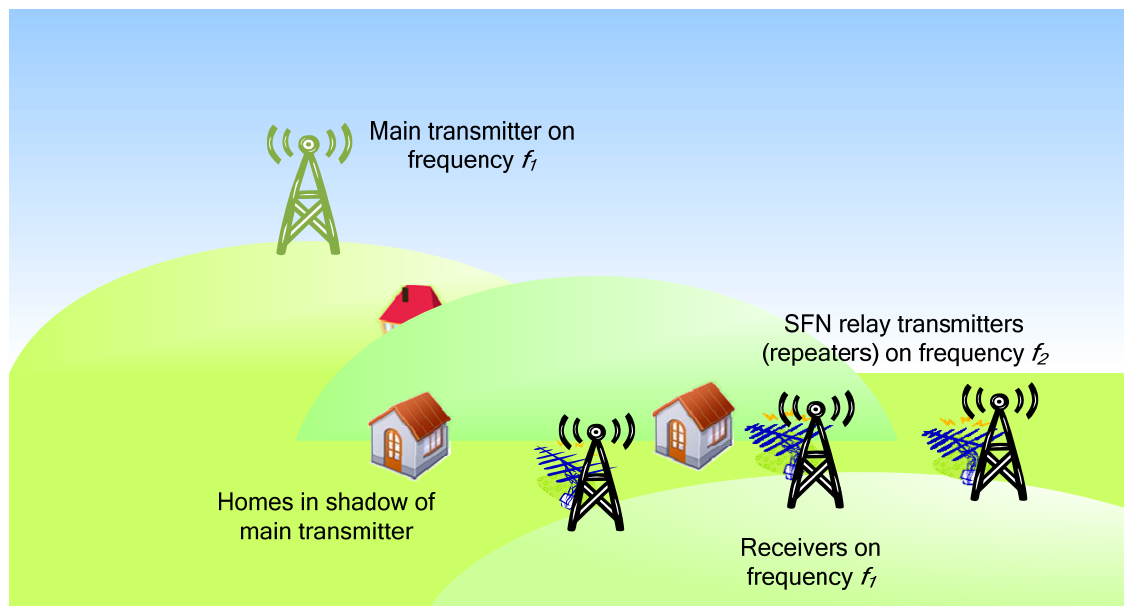 Main transmitter on
frequency f1
SFN relay transmitters
(repeaters) on frequency f2
Homes in shadow of
main transmitter
Receivers on
frequency f1